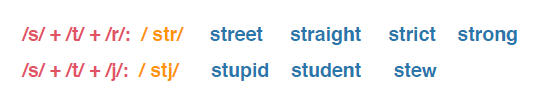 /s/ + /t/ + /r/: / str/ street straight strict strong
/s/ + /t/ + /j/: / stj/ stupid student stew